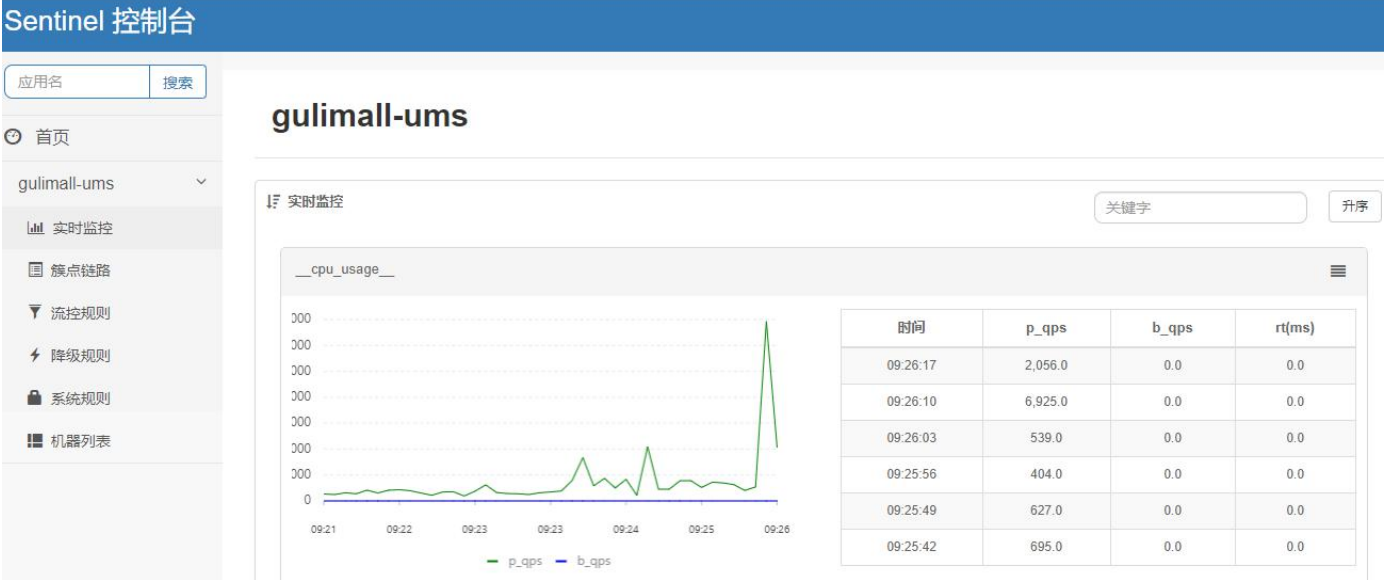 Sentinel 控制台
应用名 搜索
首页
gulimall-ums
实时监控
簇点链路
流控规则
降级规则
系统规则
机器列表
gulimall-ums
实时监控 关键字 升序
__cpu_usage__
000
000
000
000
000
000
000
0
09:21 09:22 09:23 09:23 09:24 09:25 09:26
p_qps b_qps
时间 p_qps b_qps rt(ms)
09:26:17 2,056.0 0.0 0.0
09:26:10 6,925.0 0.0 0.0
09:26:03 539.0 0.0 0.0
09:25:56 404.0 0.0 0.0
09:25:49 627.0 0.0 0.0
09:25:42 695.0 0.0 0.0